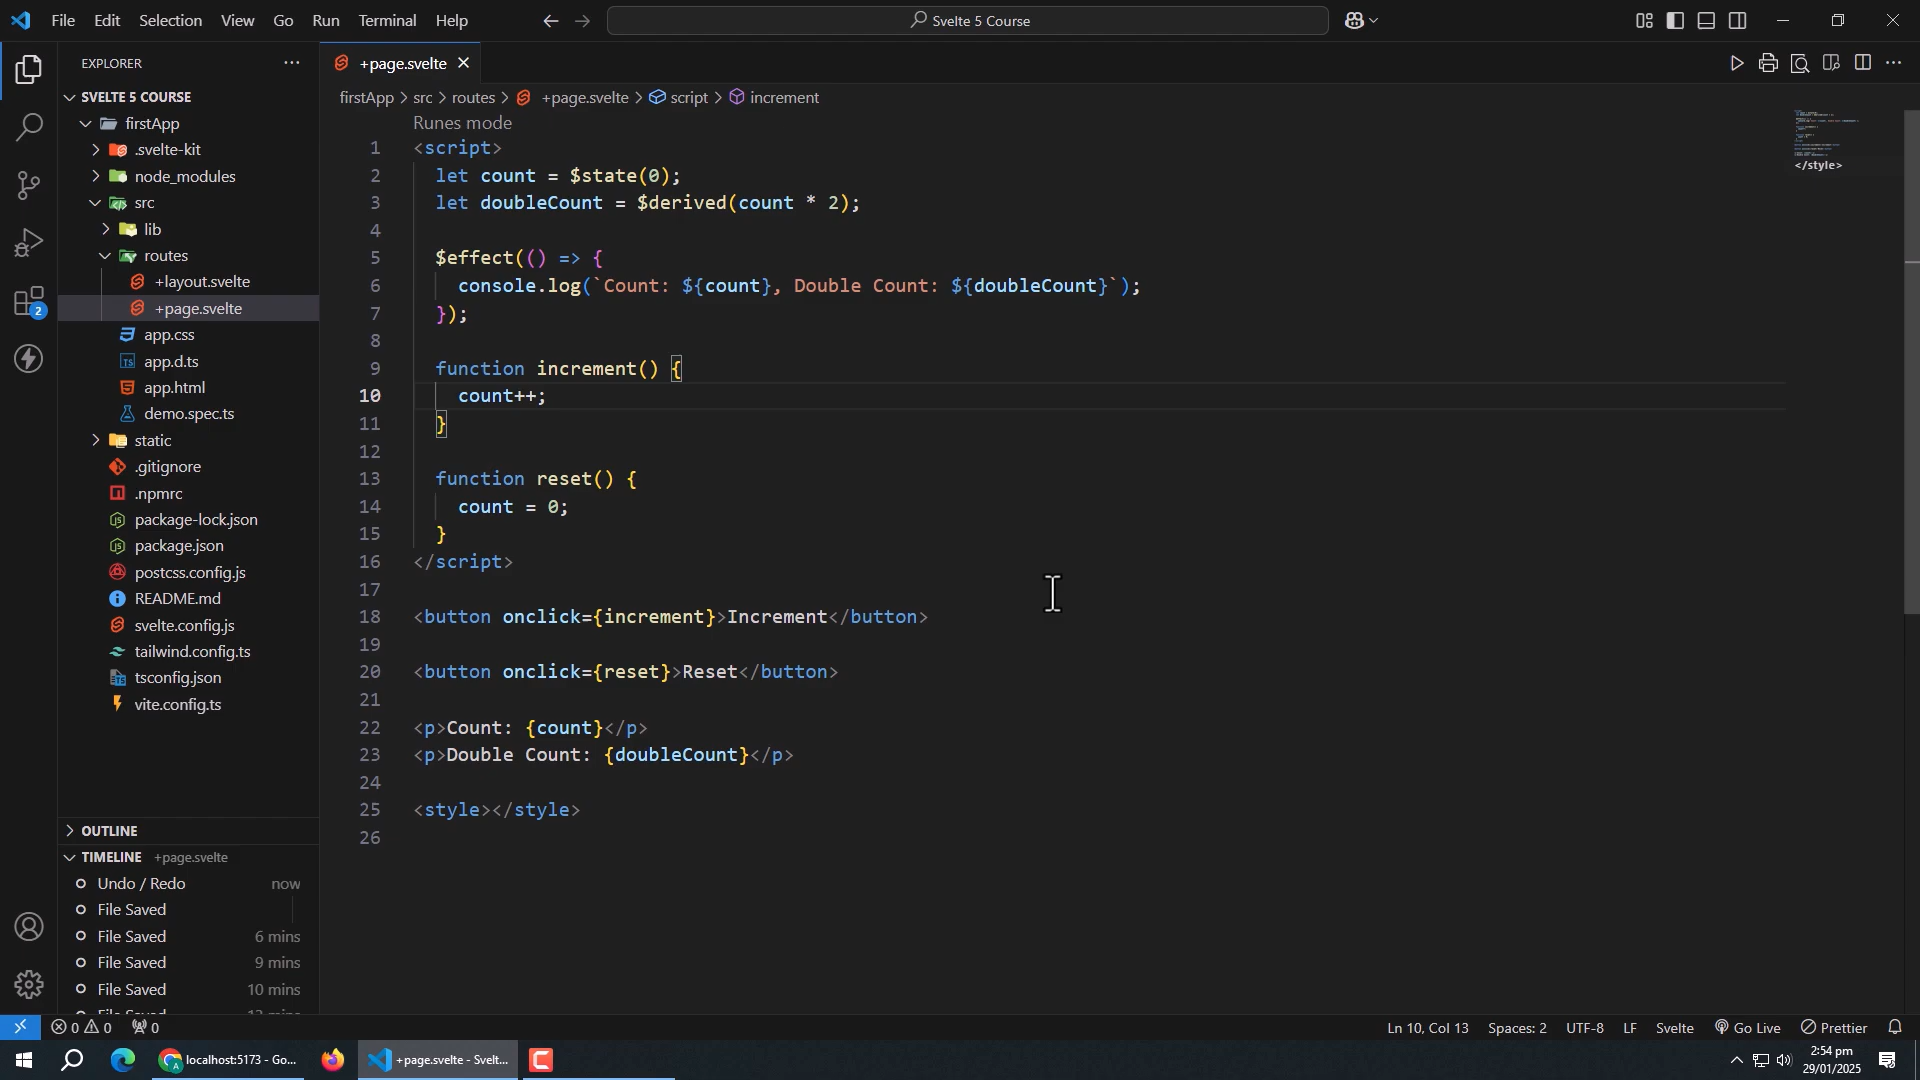 File Edit Selection View Go Run Terminal Help
Svelte 5 Course
EXPLORER
+page.svelte
SVELTE 5 COURSE
firstApp > src > routes > +page.svelte > script > increment
firstApp
.svelte-kit
node_modules
src
lib
routes
+layout.svelte
+page.svelte
app.css
app.d.ts
app.html
demo.spec.ts
static
.gitignore
.npmrc
package-lock.json
package.json
postcss.config.js
README.md
svelte.config.js
tailwind.config.ts
tsconfig.json
vite.config.ts
OUTLINE
TIMELINE +page.svelte
Undo / Redo now
File Saved
File Saved 6 mins
File Saved 9 mins
File Saved 10 mins
Runes mode
1 <script>
2 let count = $state(0);
3 let doubleCount = $derived(count * 2);
4
5 $effect(() => {
6 console.log(`Count: ${count}, Double Count: ${doubleCount}`);
7 });
8
9 function increment() {
10 count++;
11 }
12
13 function reset() {
14 count = 0;
15 }
16 </script>
17
18 <button onclick={increment}>Increment</button>
19
20 <button onclick={reset}>Reset</button>
21
22 <p>Count: {count}</p>
23 <p>Double Count: {doubleCount}</p>
24
25 <style></style>
26
</style>
2
0 0 0
Ln 10, Col 13 Spaces: 2 UTF-8 LF Svelte Go Live Prettier
localhost:5173 - Go...
+page.svelte - Svelt...
2:54 pm
29/01/2025